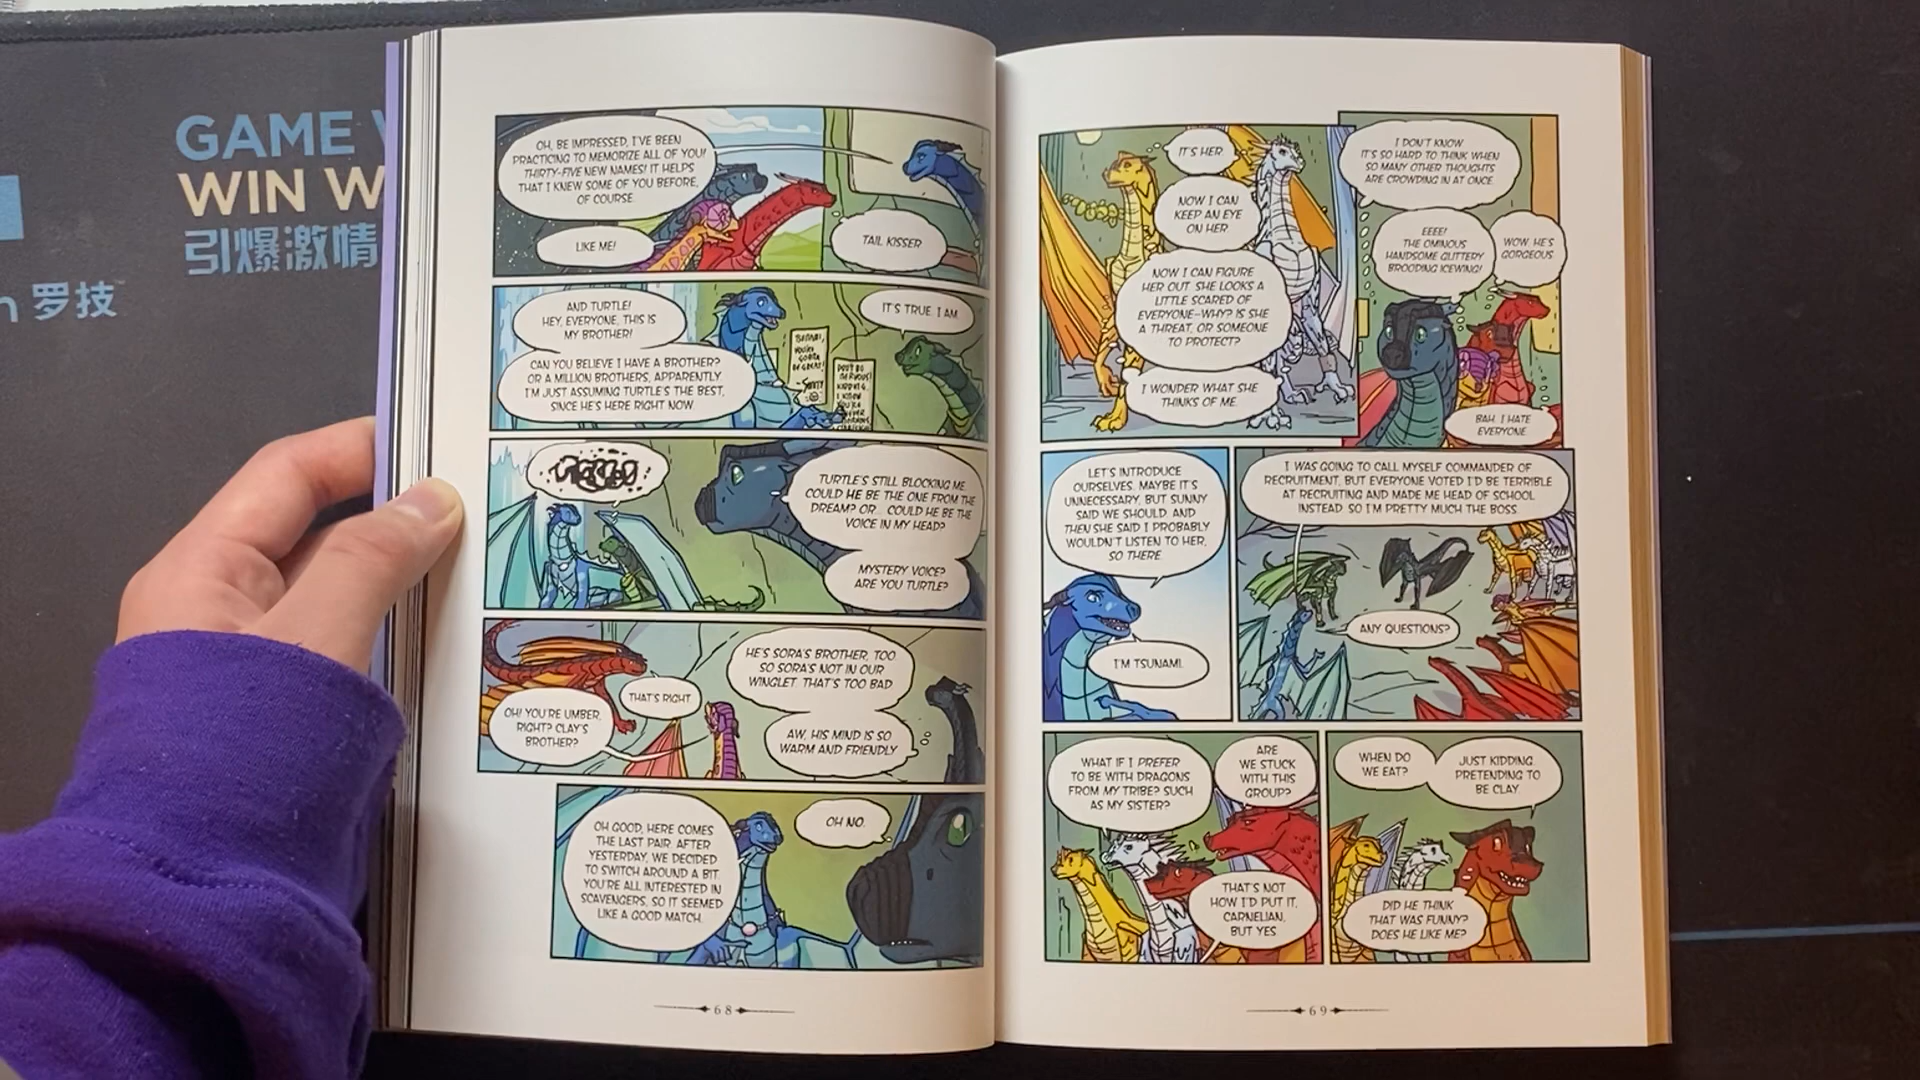 GAME
WIN W
引爆激情
n 罗技
OH, BE IMPRESSED, I'VE BEEN
PRACTICING TO MEMORIZE ALL OF YOU!
THIRTY-FIVE NEW NAMES! IT HELPS
THAT I KNEW SOME OF YOU BEFORE,
OF COURSE.
LIKE ME!
TAIL KISSER
AND TURTLE!
HEY, EVERYONE, THIS IS
MY BROTHER!
CAN YOU BELIEVE I HAVE A BROTHER?
OR A MILLION BROTHERS, APPARENTLY
I'M JUST ASSUMING TURTLE'S THE BEST,
SINCE HE'S HERE RIGHT NOW
IT'S TRUE. I AM.
TSUNAMI,
YOU'RE
GONNA
BE GREAT!
-SUNNY
DON'T BE
NERVOUS!
KIDDING,
I KNOW
YOU'RE
NEVER
NERVOUS
TURTLE'S STILL BLOCKING ME.
COULD HE BE THE ONE FROM THE
DREAM? OR... COULD HE BE THE
VOICE IN MY HEAD?
MYSTERY VOICE?
ARE YOU TURTLE?
OH! YOU'RE UMBER,
RIGHT? CLAY'S
BROTHER?
THAT'S RIGHT
HE'S SORA'S BROTHER, TOO.
SO SORA'S NOT IN OUR
WINGLET. THAT'S TOO BAD
AW, HIS MIND IS SO
WARM AND FRIENDLY
OH GOOD, HERE COMES
THE LAST PAIR. AFTER
YESTERDAY, WE DECIDED
TO SWITCH AROUND A BIT.
YOU'RE ALL INTERESTED IN
SCAVENGERS, SO IT SEEMED
LIKE A GOOD MATCH.
OH NO.
68
IT'S HER.
NOW I CAN
KEEP AN EYE
ON HER
NOW I CAN FIGURE
HER OUT. SHE LOOKS A
LITTLE SCARED OF
EVERYONE—WHY? IS SHE
A THREAT, OR SOMEONE
TO PROTECT?
I WONDER WHAT SHE
THINKS OF ME.
I DON'T KNOW
IT'S SO HARD TO THINK WHEN
SO MANY OTHER THOUGHTS
ARE CROWDING IN AT ONCE.
EEEE!
THE OMINOUS
HANDSOME GLITTERY
BROODING ICEWING!
WOW. HE'S
GORGEOUS
BAH. I HATE
EVERYONE.
LET'S INTRODUCE
OURSELVES. MAYBE IT'S
UNNECESSARY, BUT SUNNY
SAID WE SHOULD. AND
THEN SHE SAID I PROBABLY
WOULDN'T LISTEN TO HER,
SO THERE.
I'M TSUNAMI.
I WAS GOING TO CALL MYSELF COMMANDER OF
RECRUITMENT, BUT EVERYONE VOTED I'D BE TERRIBLE
AT RECRUITING AND MADE ME HEAD OF SCHOOL
INSTEAD. SO I'M PRETTY MUCH THE BOSS.
ANY QUESTIONS?
WHAT IF I PREFER
TO BE WITH DRAGONS
FROM MY TRIBE? SUCH
AS MY SISTER?
ARE
WE STUCK
WITH THIS
GROUP?
THAT'S NOT
HOW I'D PUT IT,
CARNELIAN,
BUT YES
WHEN DO
WE EAT?
JUST KIDDING.
PRETENDING TO
BE CLAY.
DID HE THINK
THAT WAS FUNNY?
DOES HE LIKE ME?
69